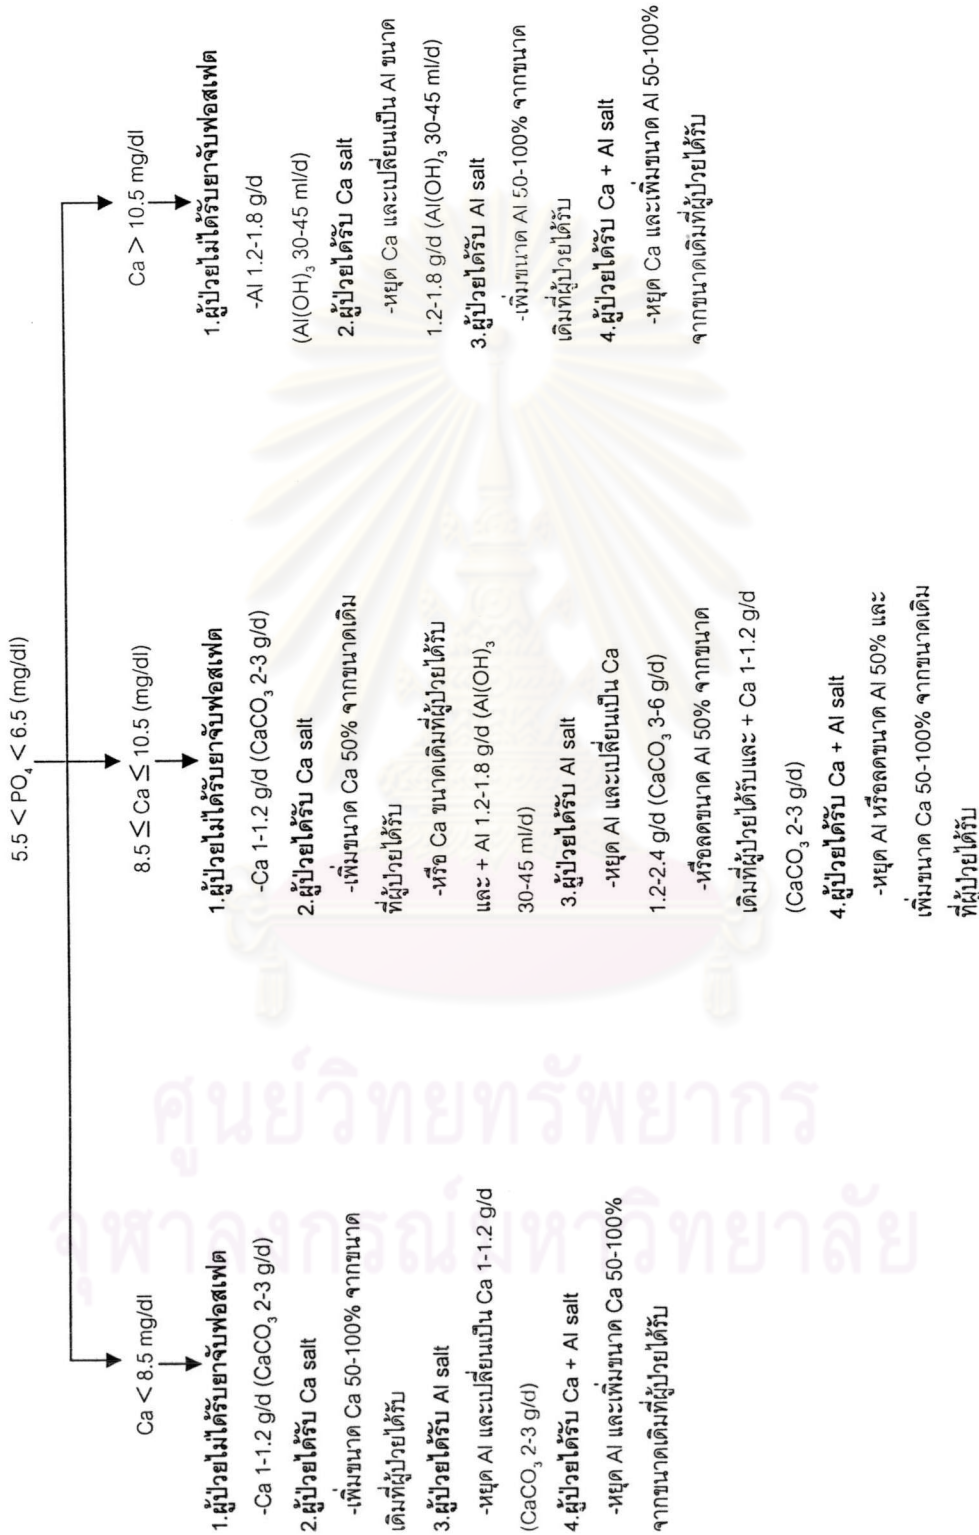 5.5 < PO₄ < 6.5 (mg/dl)
Ca < 8.5 mg/dl
1.ผู้ป่วยไม่ได้รับยาจับฟอสเฟต
-Ca 1-1.2 g/d (CaCO₃ 2-3 g/d)
2.ผู้ป่วยได้รับ Ca salt
-เพิ่มขนาด Ca 50-100% จากขนาด
เดิมที่ผู้ป่วยได้รับ
3.ผู้ป่วยได้รับ Al salt
-หยุด Al และเปลี่ยนเป็น Ca 1-1.2 g/d
(CaCO₃ 2-3 g/d)
4.ผู้ป่วยได้รับ Ca + Al salt
-หยุด Al และเพิ่มขนาด Ca 50-100%
จากขนาดเดิมที่ผู้ป่วยได้รับ
8.5 ≤ Ca ≤ 10.5 (mg/dl)
1.ผู้ป่วยไม่ได้รับยาจับฟอสเฟต
-Ca 1-1.2 g/d (CaCO₃ 2-3 g/d)
2.ผู้ป่วยได้รับ Ca salt
-เพิ่มขนาด Ca 50% จากขนาดเดิม
ที่ผู้ป่วยได้รับ
-หรือ Ca ขนาดเดิมที่ผู้ป่วยได้รับ
และ + Al 1.2-1.8 g/d (Al(OH)₃
30-45 ml/d)
3.ผู้ป่วยได้รับ Al salt
-หยุด Al และเปลี่ยนเป็น Ca
1.2-2.4 g/d (CaCO₃ 3-6 g/d)
-หรือลดขนาด Al 50% จากขนาด
เดิมที่ผู้ป่วยได้รับและ + Ca 1-1.2 g/d
(CaCO₃ 2-3 g/d)
4.ผู้ป่วยได้รับ Ca + Al salt
-หยุด Al หรือลดขนาด Al 50% และ
เพิ่มขนาด Ca 50-100% จากขนาดเดิม
ที่ผู้ป่วยได้รับ
Ca > 10.5 mg/dl
1.ผู้ป่วยไม่ได้รับยาจับฟอสเฟต
-Al 1.2-1.8 g/d
(Al(OH)₃ 30-45 ml/d)
2.ผู้ป่วยได้รับ Ca salt
-หยุด Ca และเปลี่ยนเป็น Al ขนาด
1.2-1.8 g/d (Al(OH)₃ 30-45 ml/d)
3.ผู้ป่วยได้รับ Al salt
-เพิ่มขนาด Al 50-100% จากขนาด
เดิมที่ผู้ป่วยได้รับ
4.ผู้ป่วยได้รับ Ca + Al salt
-หยุด Ca และเพิ่มขนาด Al 50-100%
จากขนาดเดิมที่ผู้ป่วยได้รับ
ศูนย์วิทยทรัพยากร
จุฬาลงกรณ์มหาวิทยาลัย